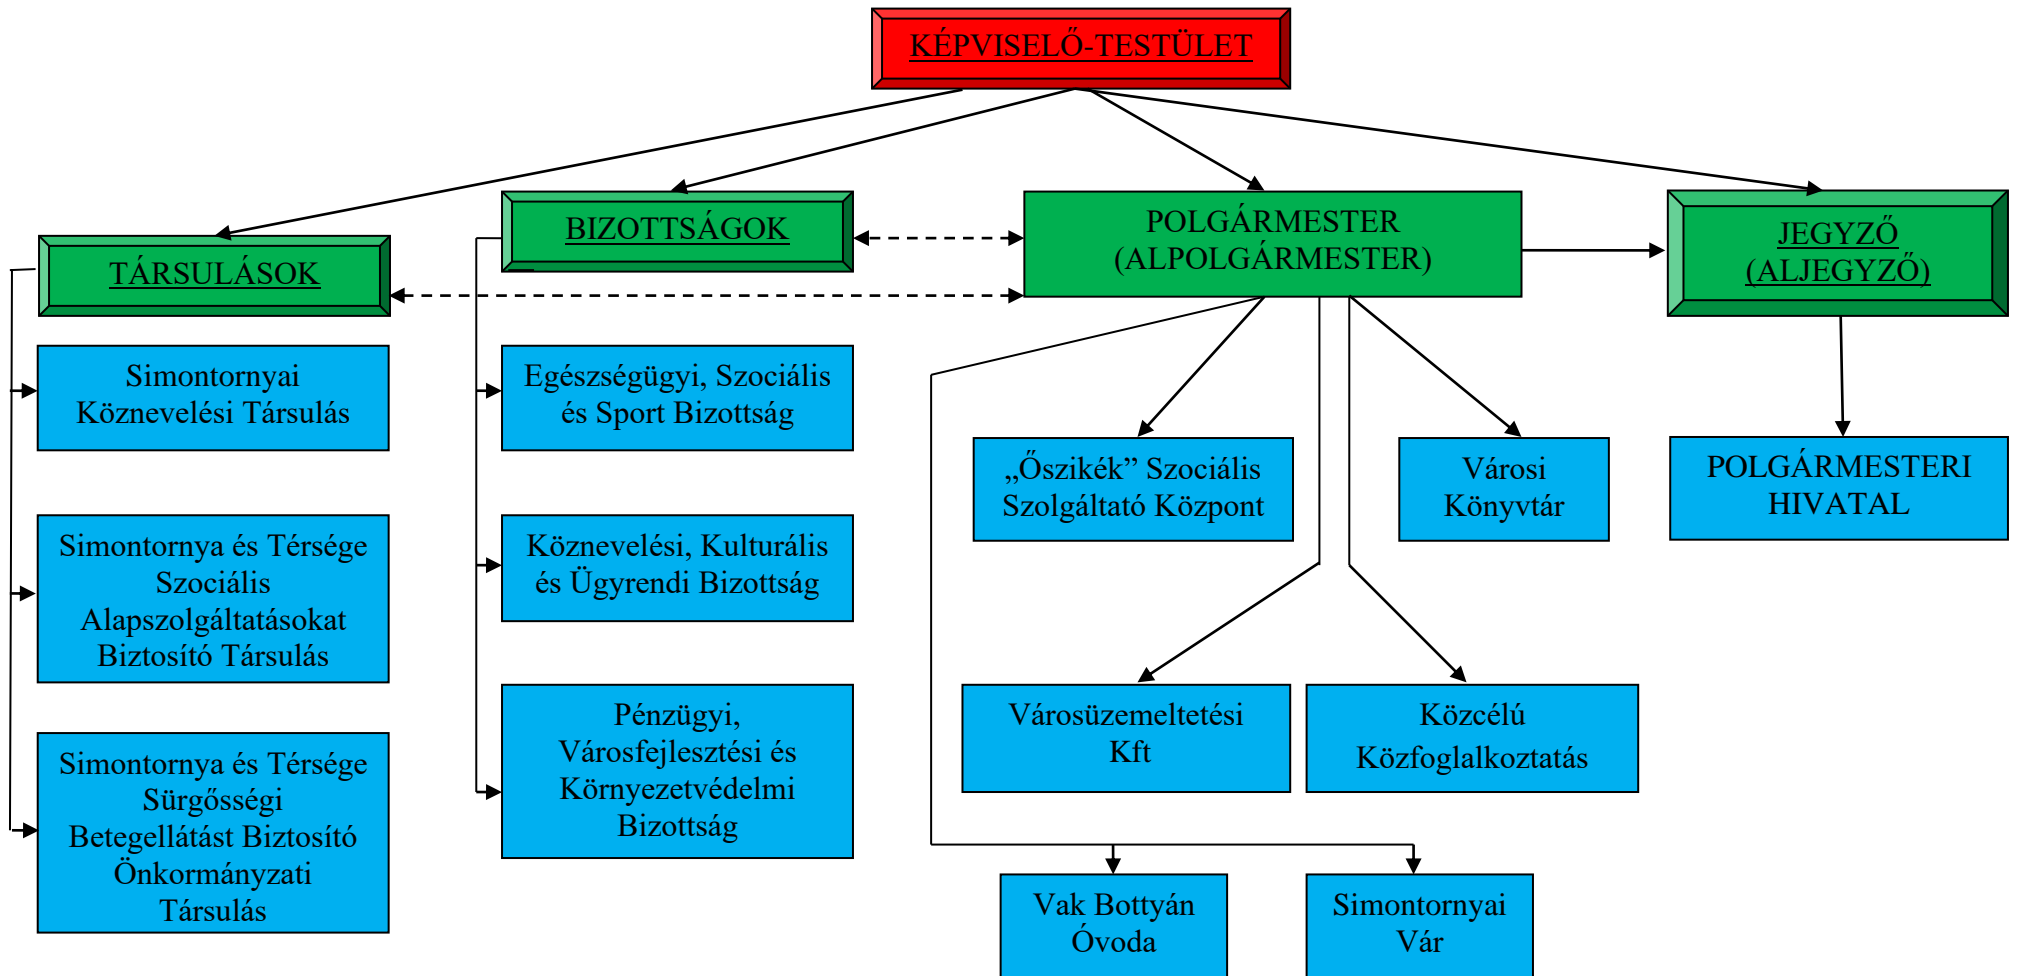 KÉPVISELŐ-TESTÜLET
TÁRSULÁSOK
BIZOTTSÁGOK
POLGÁRMESTER
(ALPOLGÁRMESTER)
JEGYZŐ
(ALJEGYZŐ)
Simontornyai
Köznevelési Társulás
Simontornya és Térsége
Szociális
Alapszolgáltatásokat
Biztosító Társulás
Simontornya és Térsége
Sürgősségi
Betegellátást Biztosító
Önkormányzati
Társulás
Egészségügyi, Szociális
és Sport Bizottság
Köznevelési, Kulturális
és Ügyrendi Bizottság
Pénzügyi,
Városfejlesztési és
Környezetvédelmi
Bizottság
„Őszikék” Szociális
Szolgáltató Központ
Városi
Könyvtár
POLGÁRMESTERI
HIVATAL
Városüzemeltetési
Kft
Közcélú
Közfoglalkoztatás
Vak Bottyán
Óvoda
Simontornyai
Vár